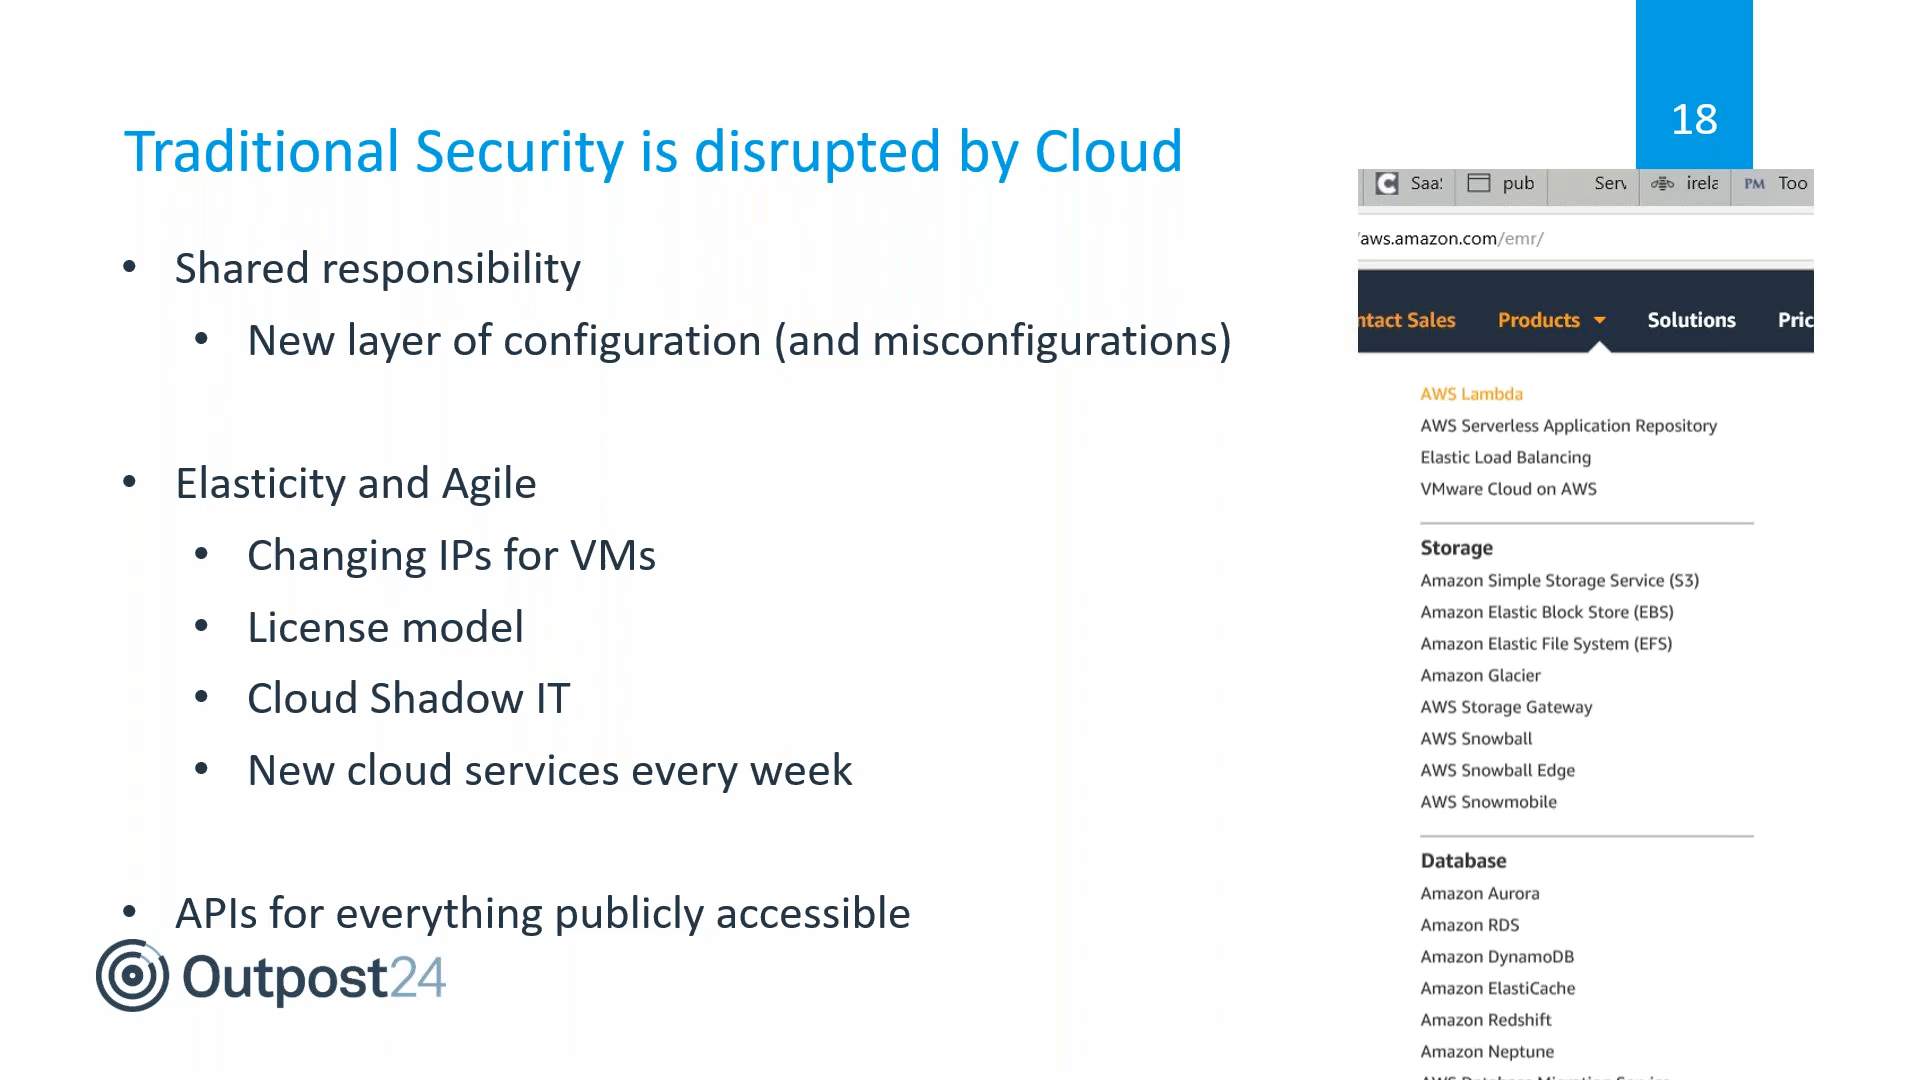 18
Traditional Security is disrupted by Cloud
• Shared responsibility
• New layer of configuration (and misconfigurations)
• Elasticity and Agile
• Changing IPs for VMs
• License model
• Cloud Shadow IT
• New cloud services every week
• APIs for everything publicly accessible
Outpost24
Saa! pub Serv irela PM Too
/aws.amazon.com/emr/
ntact Sales Products Solutions Pric
AWS Lambda
AWS Serverless Application Repository
Elastic Load Balancing
VMware Cloud on AWS
Storage
Amazon Simple Storage Service (S3)
Amazon Elastic Block Store (EBS)
Amazon Elastic File System (EFS)
Amazon Glacier
AWS Storage Gateway
AWS Snowball
AWS Snowball Edge
AWS Snowmobile
Database
Amazon Aurora
Amazon RDS
Amazon DynamoDB
Amazon ElastiCache
Amazon Redshift
Amazon Neptune
AWS Database Migration Service